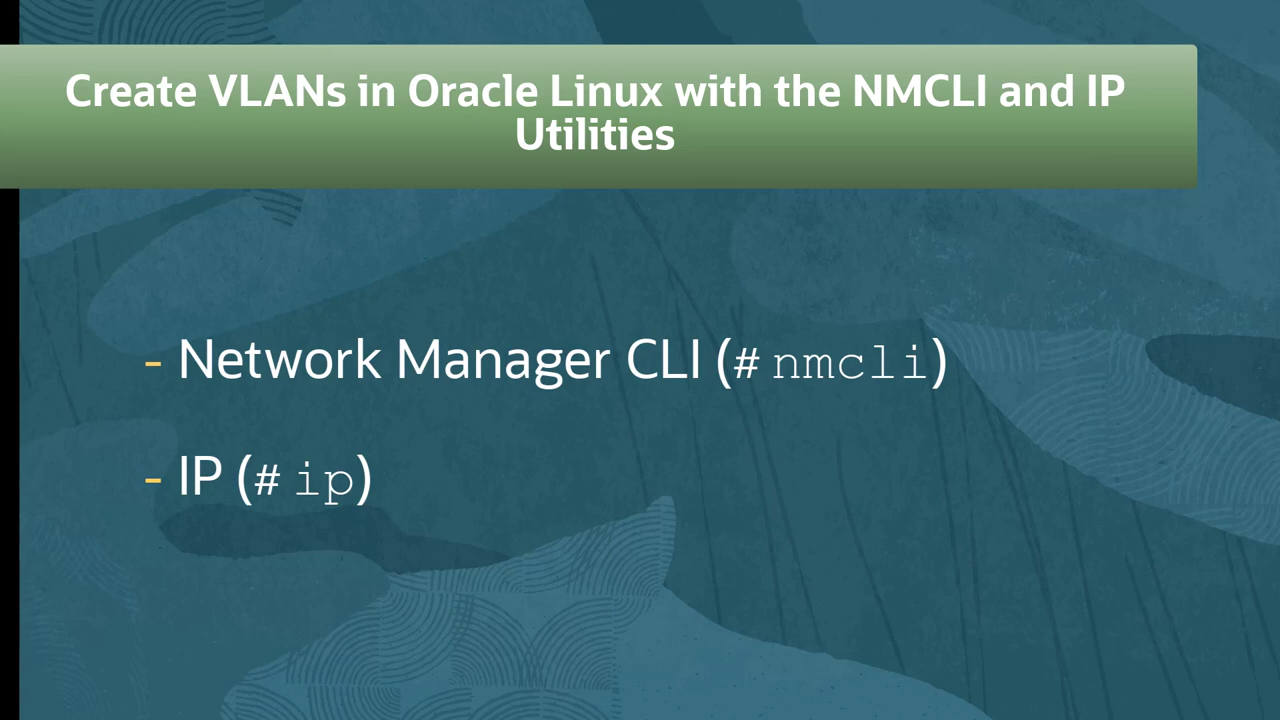 Create VLANs in Oracle Linux with the NMCLI and IP
Utilities
- Network Manager CLI (# nmcli)
- IP (# ip)